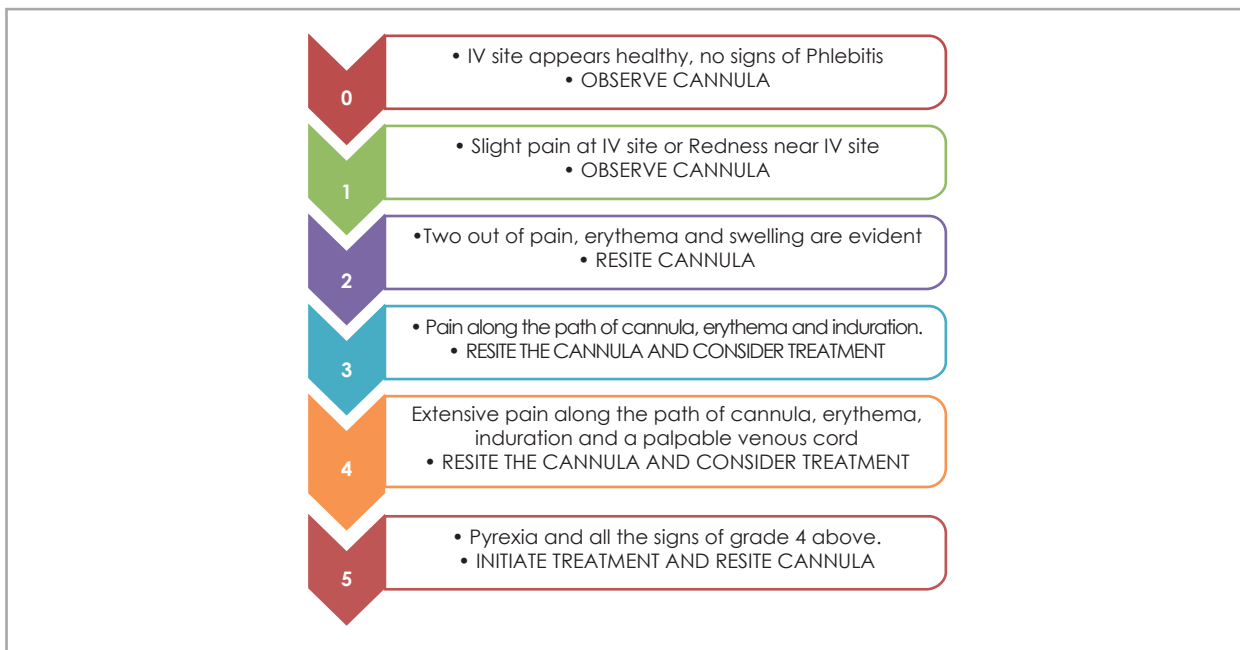 0
• IV site appears healthy, no signs of Phlebitis
• OBSERVE CANNULA
1
• Slight pain at IV site or Redness near IV site
• OBSERVE CANNULA
2
•Two out of pain, erythema and swelling are evident
• RESITE CANNULA
3
• Pain along the path of cannula, erythema and induration.
• RESITE THE CANNULA AND CONSIDER TREATMENT
4
Extensive pain along the path of cannula, erythema,
induration and a palpable venous cord
• RESITE THE CANNULA AND CONSIDER TREATMENT
5
• Pyrexia and all the signs of grade 4 above.
• INITIATE TREATMENT AND RESITE CANNULA